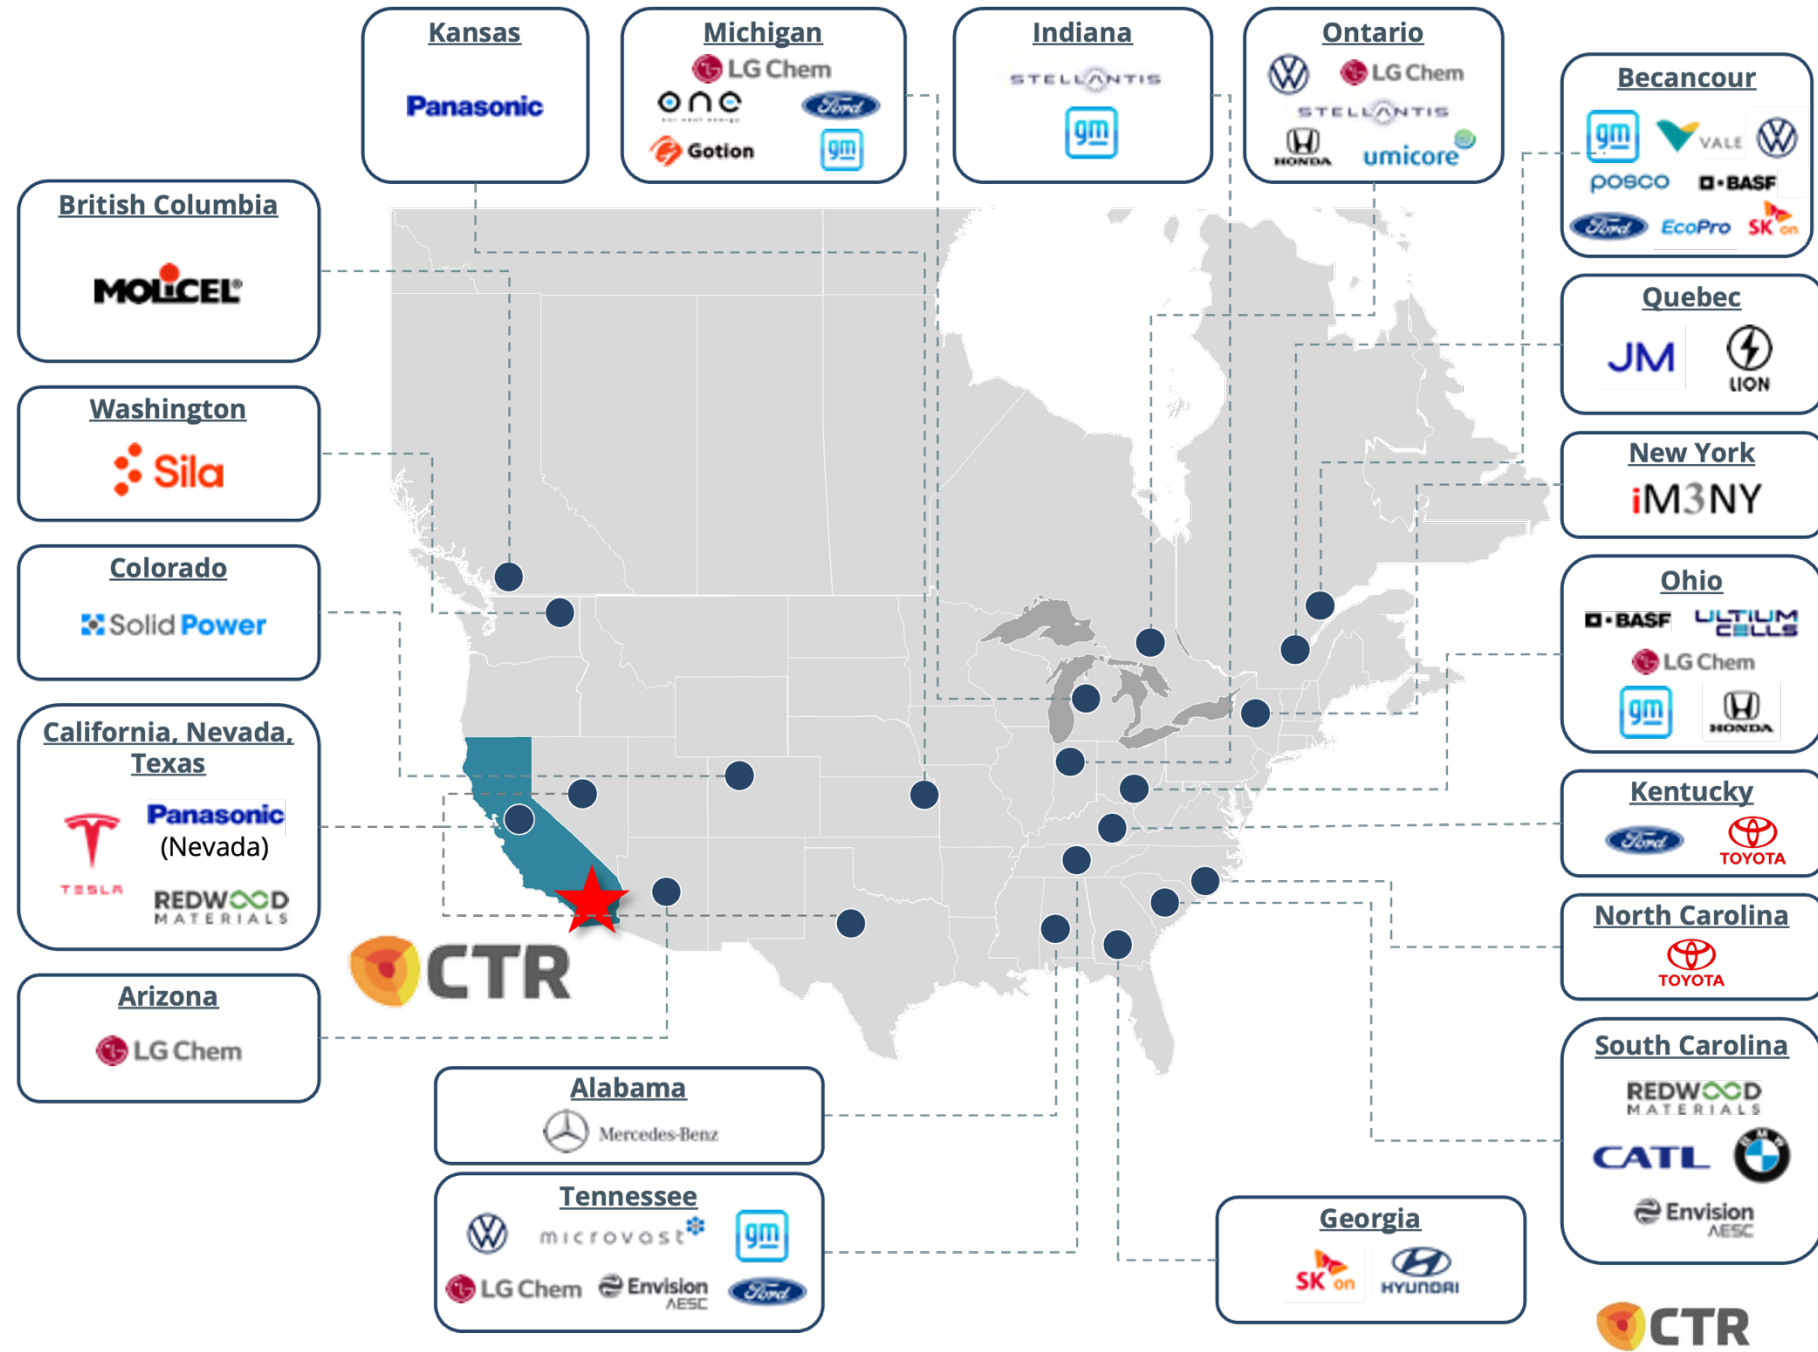 Kansas
Panasonic
Michigan
LG Chem
one
our next energy
Ford
Gotion
gm
Indiana
STELLANTIS
gm
Ontario
LG Chem
STELLANTIS
HONDA
umicore
Becancour
gm
VALE
posco
BASF
Ford
EcoPro
SK on
British Columbia
MOLiCEL®
Washington
Sila
Colorado
Solid Power
California, Nevada,
Texas
TESLA
Panasonic
(Nevada)
REDWOOD
MATERIALS
Arizona
LG Chem
CTR
Quebec
JM
LION
New York
iM3NY
Ohio
BASF
ULTIUM
CELLS
LG Chem
gm
HONDA
Kentucky
Ford
TOYOTA
North Carolina
TOYOTA
South Carolina
REDWOOD
MATERIALS
CATL
BMW
Envision
AESC
Alabama
Mercedes-Benz
Tennessee
microvast
gm
LG Chem
Envision
AESC
Ford
Georgia
SK on
HYUNDAI
CTR